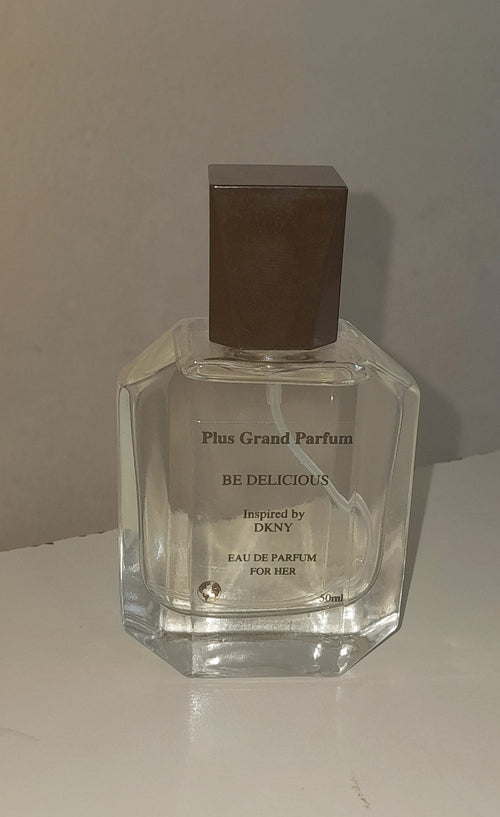 Plus Grand Parfum
BE DELICIOUS
Inspired by
DKNY
EAU DE PARFUM
FOR HER
50ml